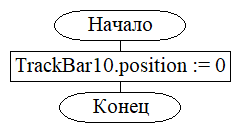 Начало
TrackBar10.position := 0
Конец